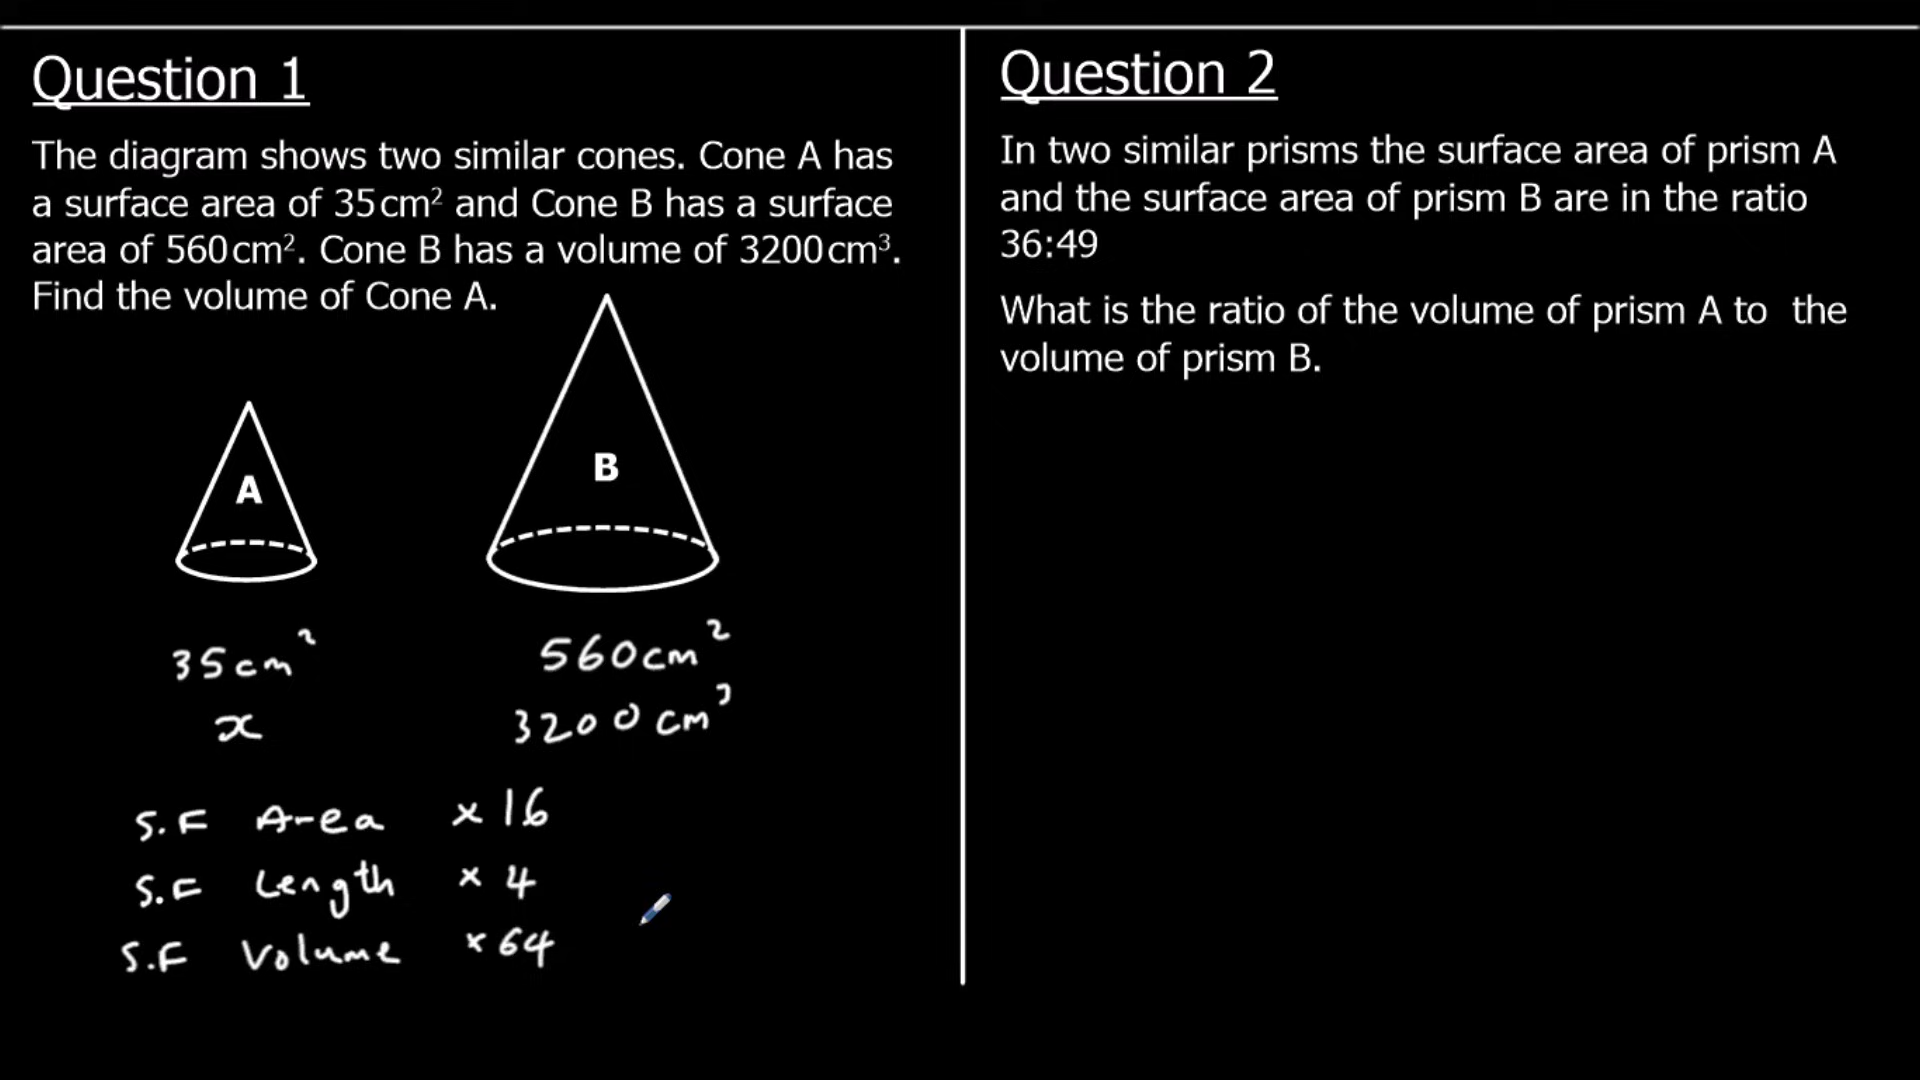 Question 1
The diagram shows two similar cones. Cone A has
a surface area of 35cm² and Cone B has a surface
area of 560cm². Cone B has a volume of 3200cm³.
Find the volume of Cone A.
A
B
35cm² 560cm²
x 3200cm³
S.F Area ×16
S.F Length ×4
S.F Volume ×64
Question 2
In two similar prisms the surface area of prism A
and the surface area of prism B are in the ratio
36:49
What is the ratio of the volume of prism A to the
volume of prism B.